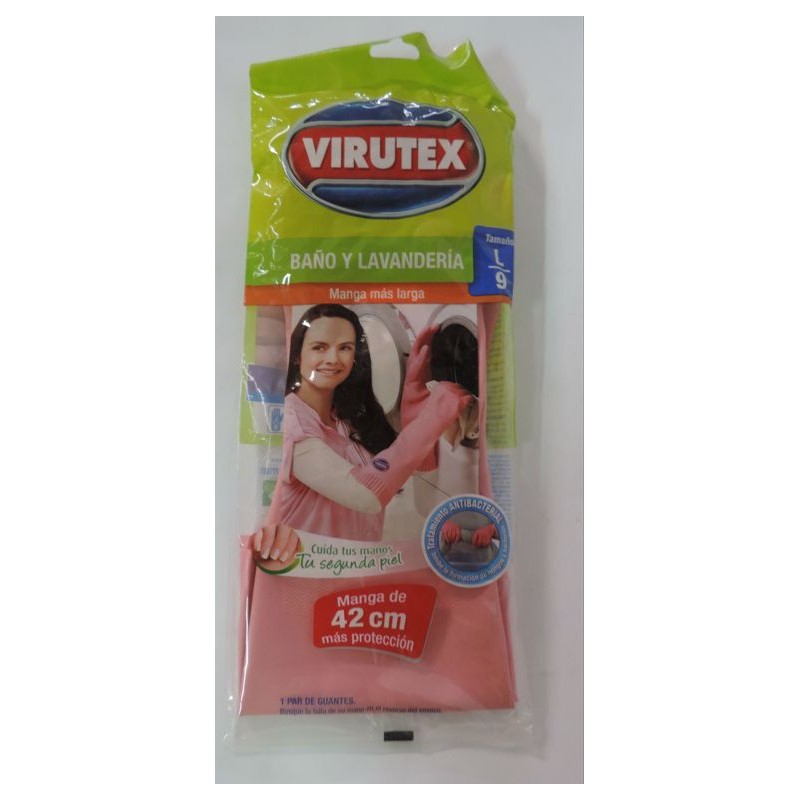 VIRUTEX
Tamaño
L/9
BAÑO Y LAVANDERÍA
Manga más larga
Tratamiento ANTIBACTERIAL
Cuida tus manos
Tu segunda piel
Manga de
42 cm
más protección
1 PAR DE GUANTES.